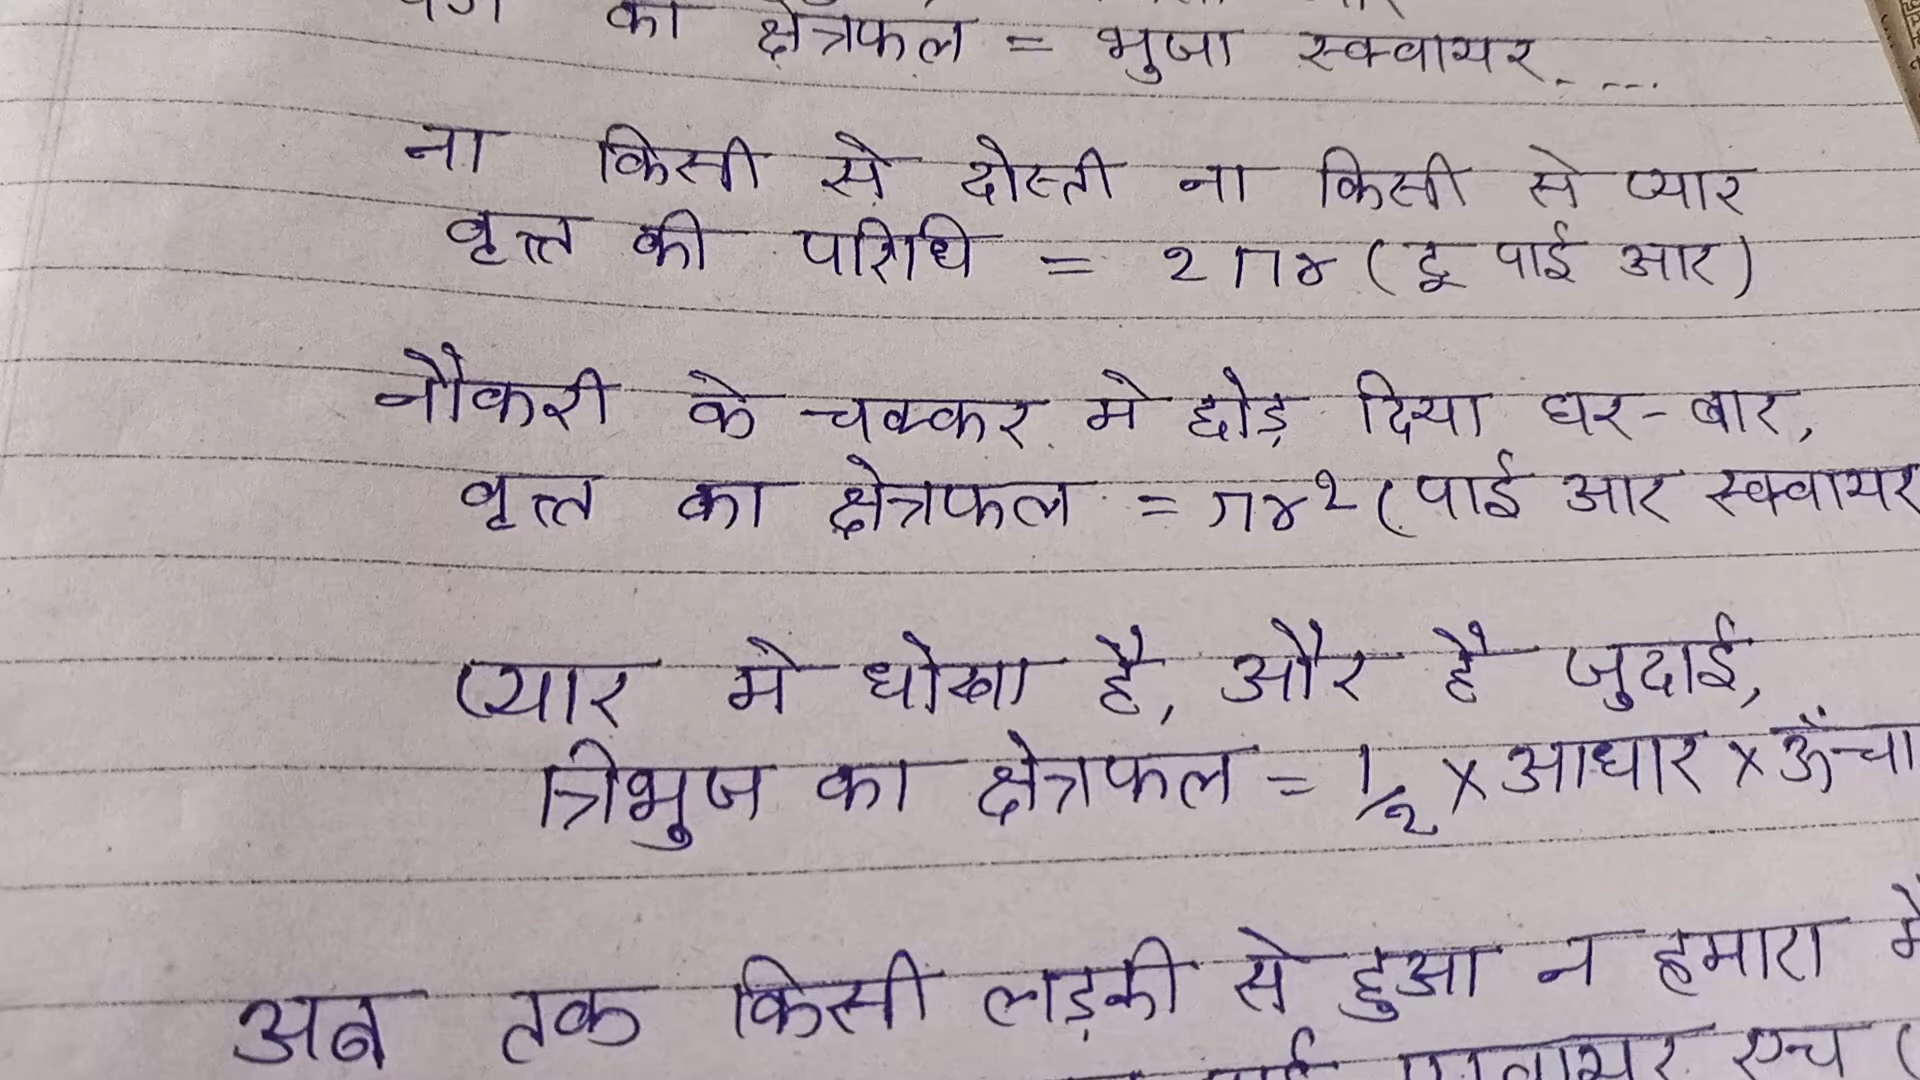 का क्षेत्रफल = भुजा स्क्वायर....
ना किसी से दोस्ती ना किसी से प्यार
वृत्त की परिधि = 2πr (टू पाई आर)
नौकरी के चक्कर मे छोड़ दिया घर-बार,
वृत्त का क्षेत्रफल = πr² (पाई आर स्क्वायर
प्यार मे धोखा है, और है जुदाई,
त्रिभुज का क्षेत्रफल = 1/2 × आधार × ऊँचा
अब तक किसी लड़की से हुआ न हमारा
एच (